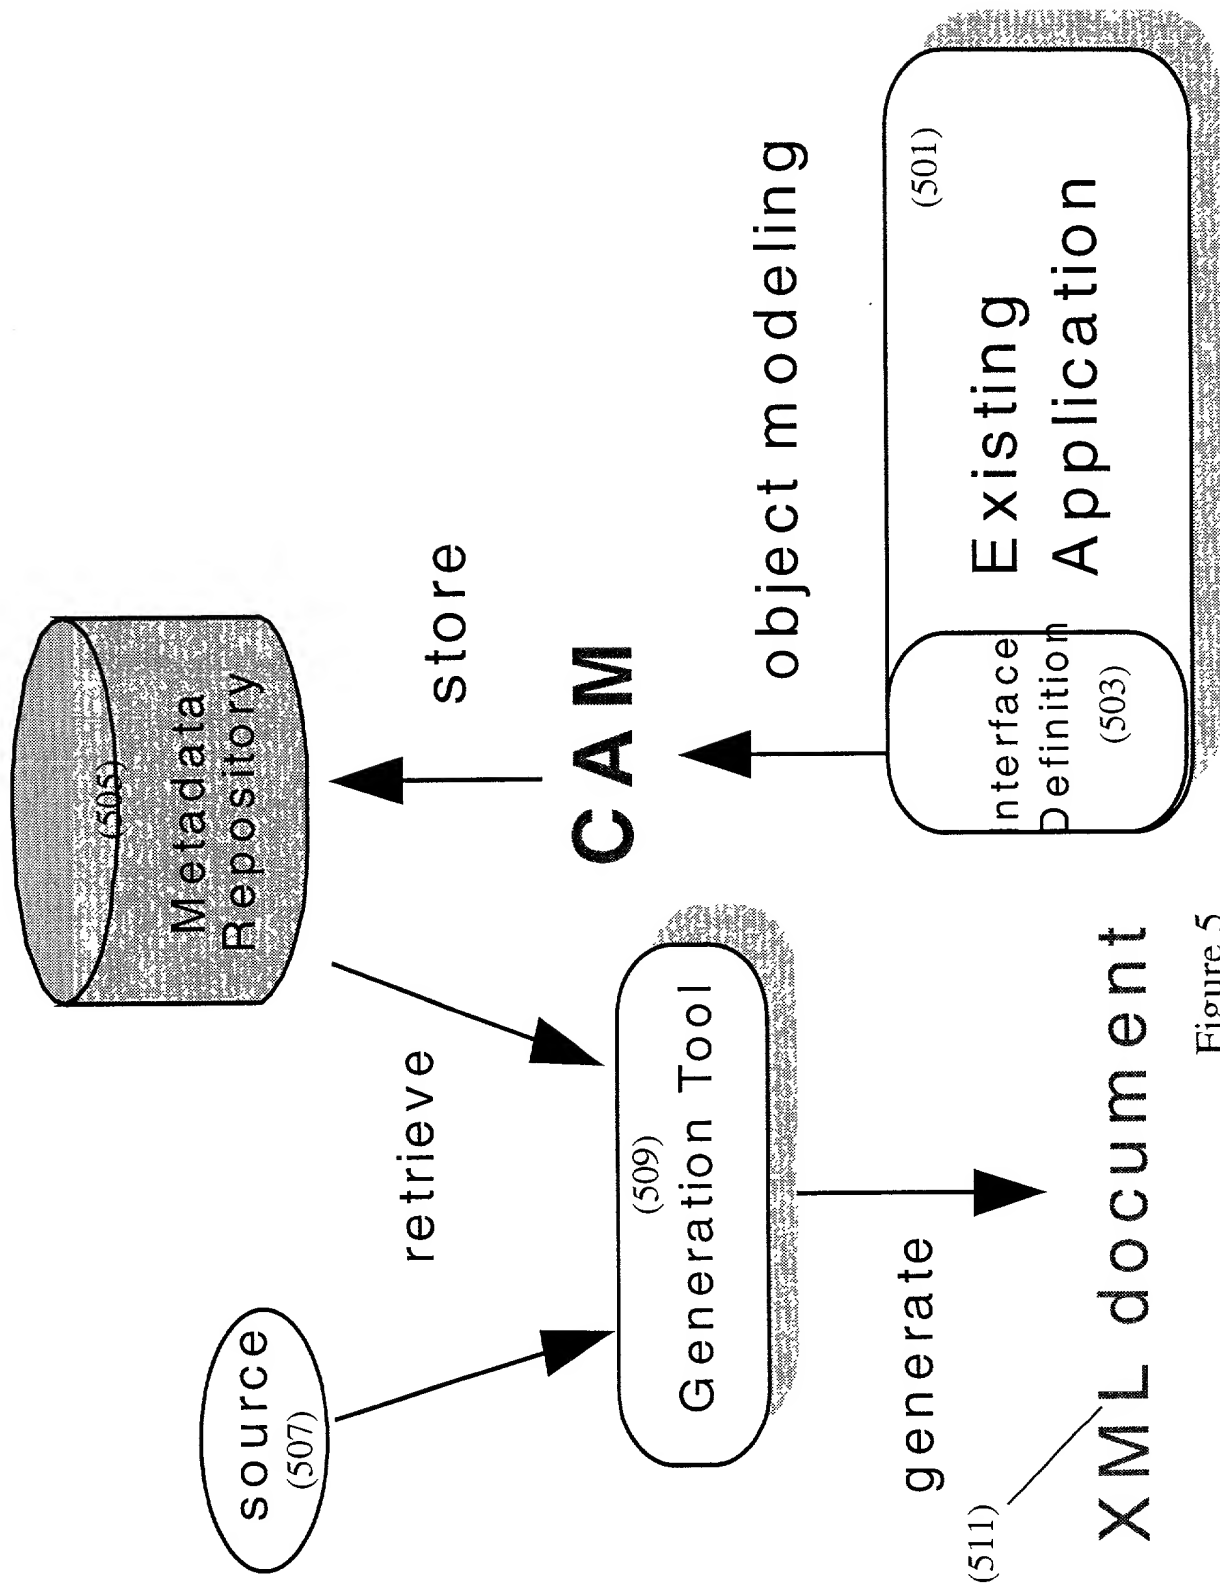 source
(507)
retrieve
(505)
Metadata
Repository
store
(509)
Generation Tool
CAM
generate
object modeling
(511)
XML document
Interface
Definition
(503)
(501)
Existing
Application
Figure 5